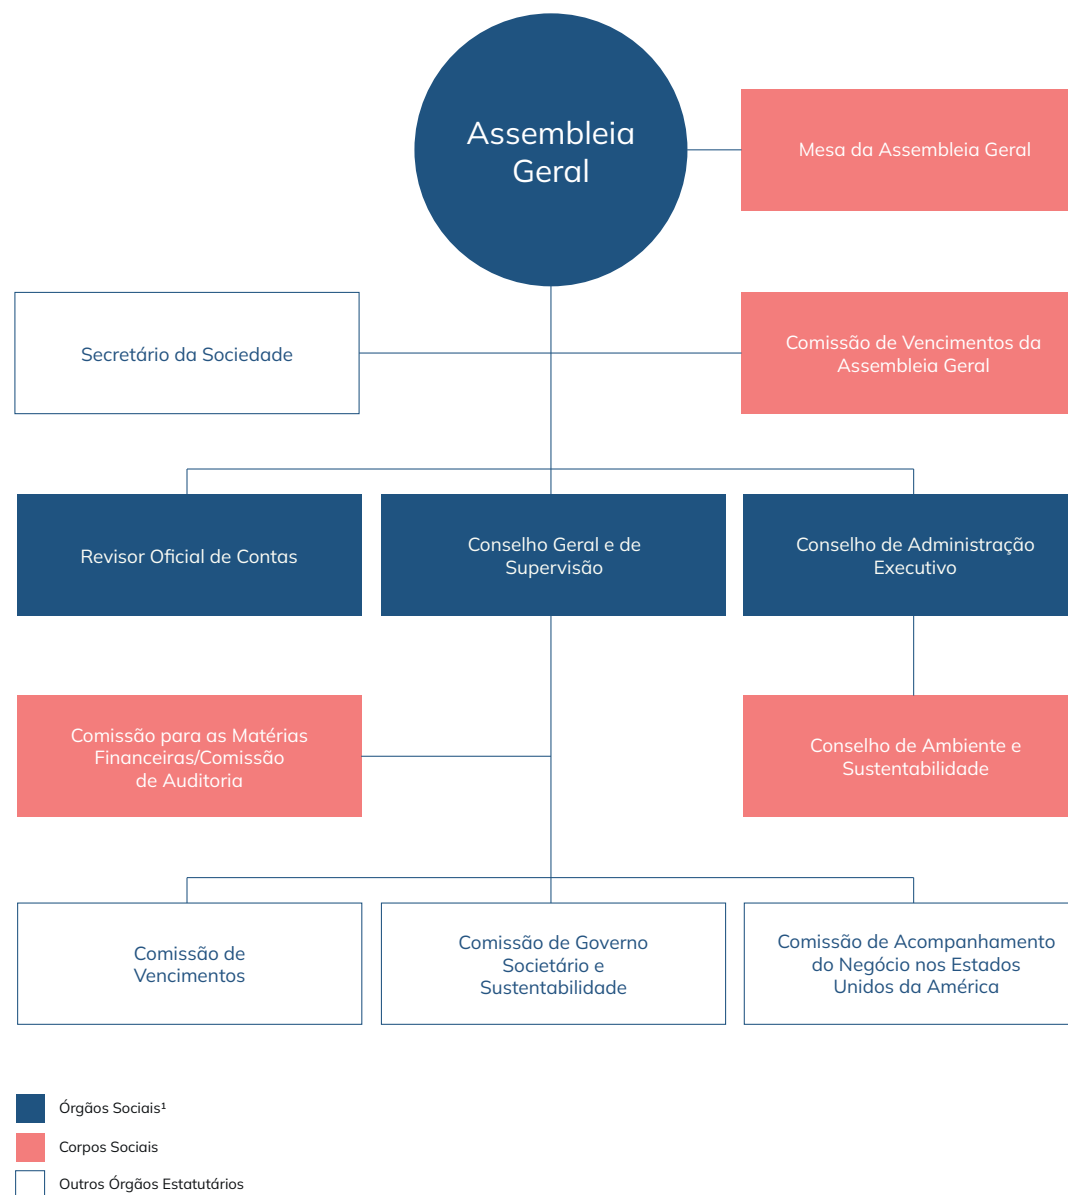 Assembleia
Geral
Mesa da Assembleia Geral
Secretário da Sociedade
Comissão de Vencimentos da
Assembleia Geral
Revisor Oficial de Contas
Conselho Geral e de
Supervisão
Conselho de Administração
Executivo
Comissão para as Matérias
Financeiras/Comissão
de Auditoria
Conselho de Ambiente e
Sustentabilidade
Comissão de
Vencimentos
Comissão de Governo
Societário e
Sustentabilidade
Comissão de Acompanhamento
do Negócio nos Estados
Unidos da América
Órgãos Sociais¹
Corpos Sociais
Outros Órgãos Estatutários